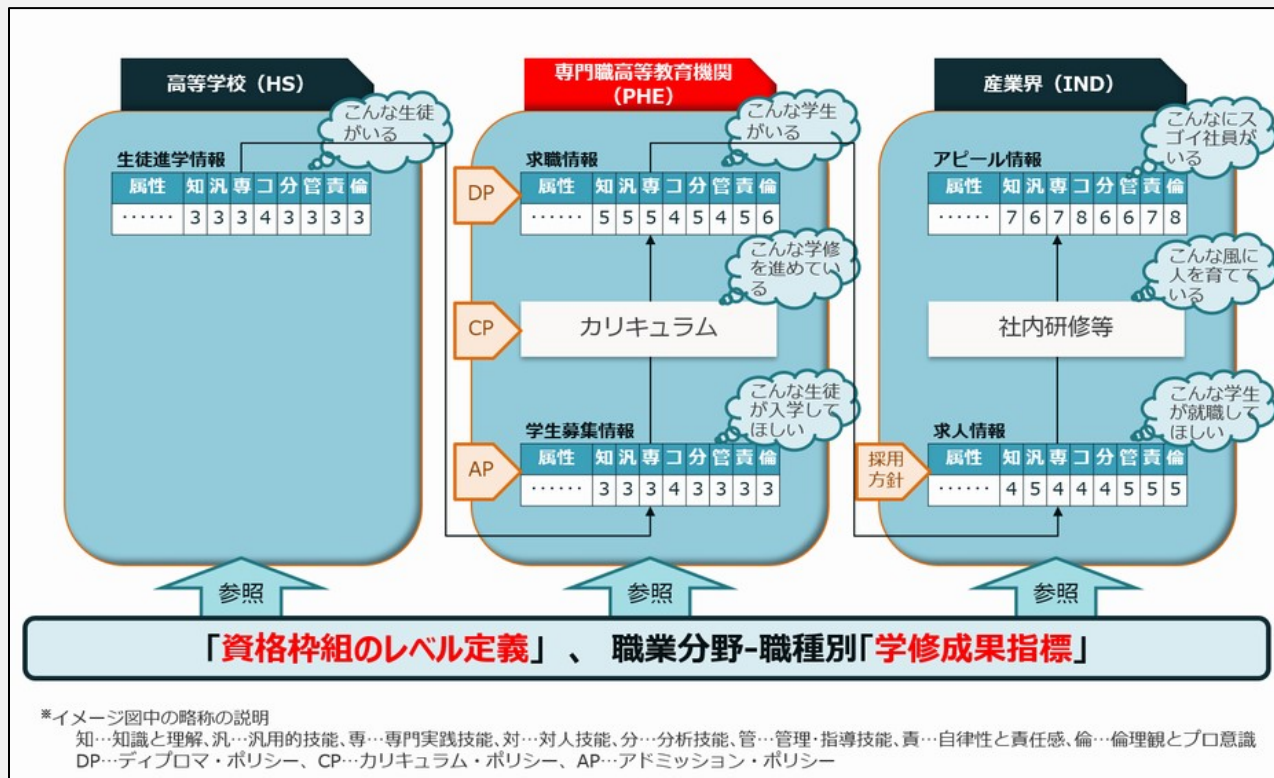 高等学校（HS）
こんな生徒
がいる
生徒進学情報
属性 知 汎 専 コ 分 管 責 倫
‥‥‥ 3 3 3 4 3 3 3 3
専門職高等教育機関
（PHE）
こんな学生
がいる
求職情報
DP
属性 知 汎 専 コ 分 管 責 倫
‥‥‥ 5 5 5 4 5 4 5 6
こんな学修
を進めてい
る
CP
カリキュラム
こんな生徒
が入学して
ほしい
学生募集情報
AP
属性 知 汎 専 コ 分 管 責 倫
‥‥‥ 3 3 3 4 3 3 3 3
産業界（IND）
こんなにス
ゴイ社員が
いる
アピール情報
属性 知 汎 専 コ 分 管 責 倫
‥‥‥ 7 6 7 8 6 6 7 8
こんな風に
人を育てて
いる
社内研修等
こんな学生
が就職して
ほしい
求人情報
採用
方針
属性 知 汎 専 コ 分 管 責 倫
‥‥‥ 4 5 4 4 4 5 5 5
参照
参照
参照
「資格枠組のレベル定義」 、 職業分野-職種別「学修成果指標」
※イメージ図中の略称の説明
知…知識と理解、汎…汎用的技能、専…専門実践技能、対…対人技能、分…分析技能、管…管理・指導技能、責…自律性と責任感、倫…倫理観とプロ意識
DP…ディプロマ・ポリシー、CP…カリキュラム・ポリシー、AP…アドミッション・ポリシー